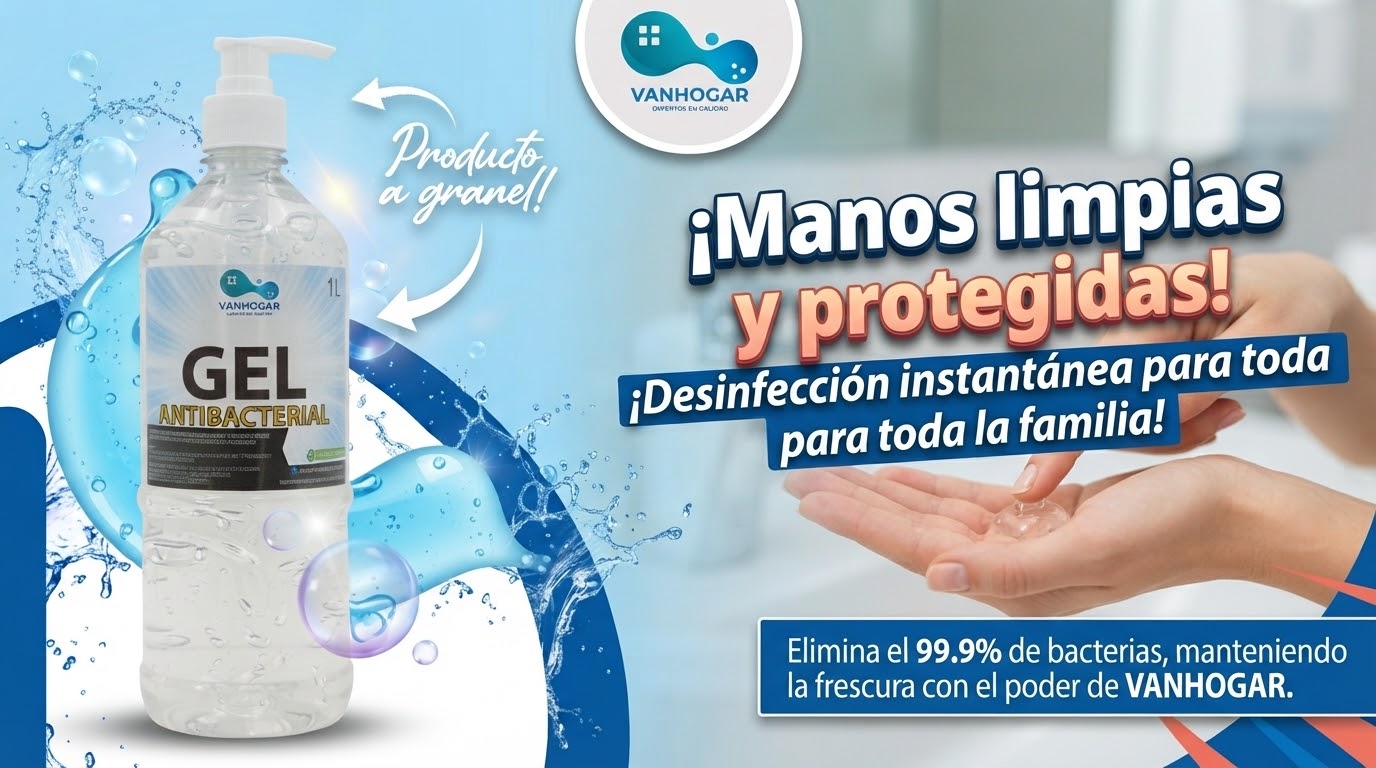 VANHOGAR
Producto
a granel!
¡Manos limpias
y protegidas!
¡Desinfección instantánea para toda
para toda la familia!
VANHOGAR
1L
GEL
ANTIBACTERIAL
Elimina el 99.9% de bacterias, manteniendo
la frescura con el poder de VANHOGAR.